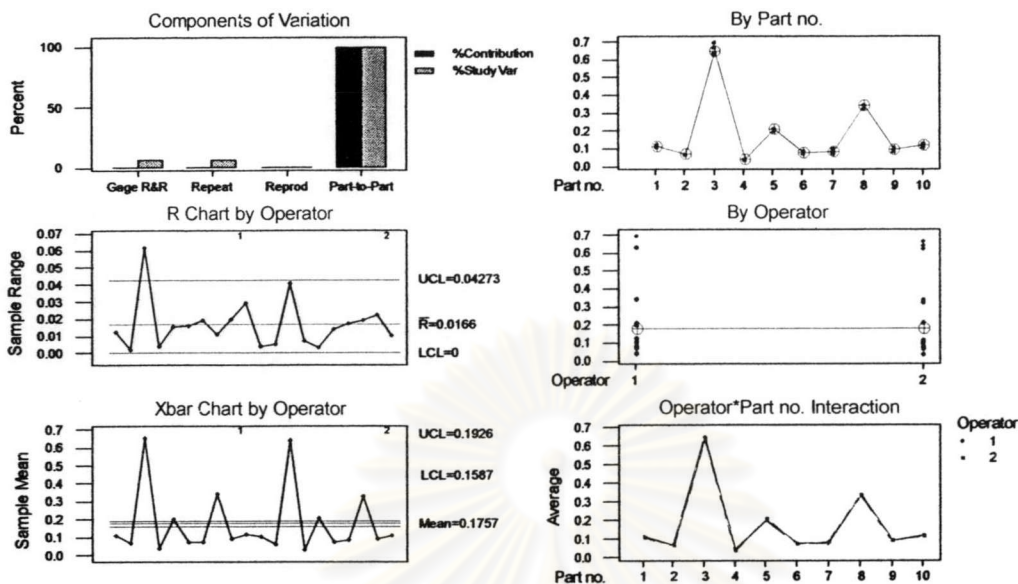 Components of Variation
Percent
100
50
0
Gage R&R Repeat Reprod Part-to-Part
%Contribution
%Study Var
By Part no.
0.7
0.6
0.5
0.4
0.3
0.2
0.1
0.0
Part no. 1 2 3 4 5 6 7 8 9 10
R Chart by Operator
Sample Range
0.07
0.06
0.05
0.04
0.03
0.02
0.01
0.00
1 2
UCL=0.04273
R=0.0166
LCL=0
By Operator
0.7
0.6
0.5
0.4
0.3
0.2
0.1
0.0
Operator 1 2
Xbar Chart by Operator
Sample Mean
0.7
0.6
0.5
0.4
0.3
0.2
0.1
0.0
1 2
UCL=0.1926
LCL=0.1587
Mean=0.1757
Operator*Part no. Interaction
Average
0.7
0.6
0.5
0.4
0.3
0.2
0.1
0.0
Part no. 1 2 3 4 5 6 7 8 9 10
Operator
1
2